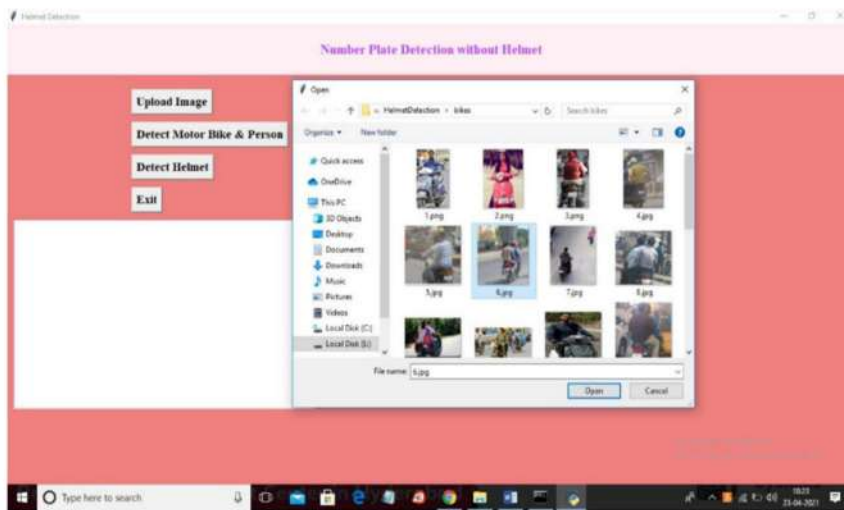 Helmet Detection
Number Plate Detection without Helmet
Upload Image
Detect Motor Bike & Person
Detect Helmet
Exit
Open
« HelmetDetection › bikes
Search bikes
Organize
New folder
Quick access
OneDrive
This PC
3D Objects
Desktop
Documents
Downloads
Music
Pictures
Videos
Local Disk (C:)
Local Disk (E:)
1.png
2.png
3.png
4.jpg
5.jpg
6.jpg
7.jpg
8.jpg
File name: 6.jpg
Open
Cancel
Type here to search
23-04-2021